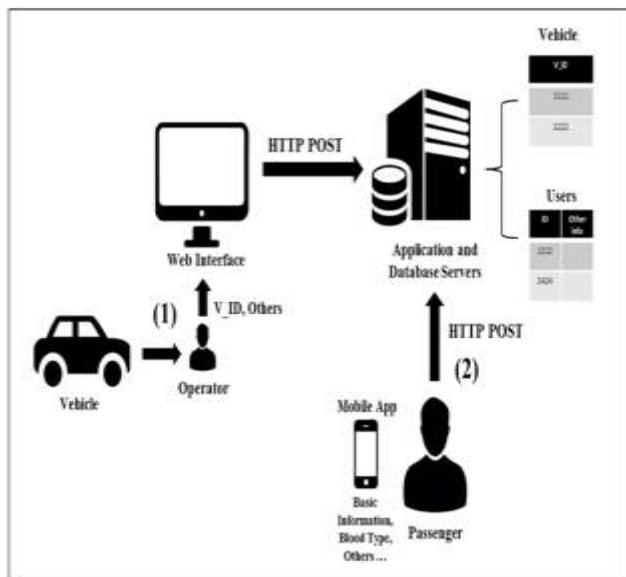 Vehicle
V_ID
HTTP POST
Users
ID Other
info
Web Interface
Application and
Database Servers
(1)
V_ID, Others
HTTP POST
(2)
Operator
Vehicle
Mobile App
Basic
Information,
Blood Type,
Others ...
Passenger
2424